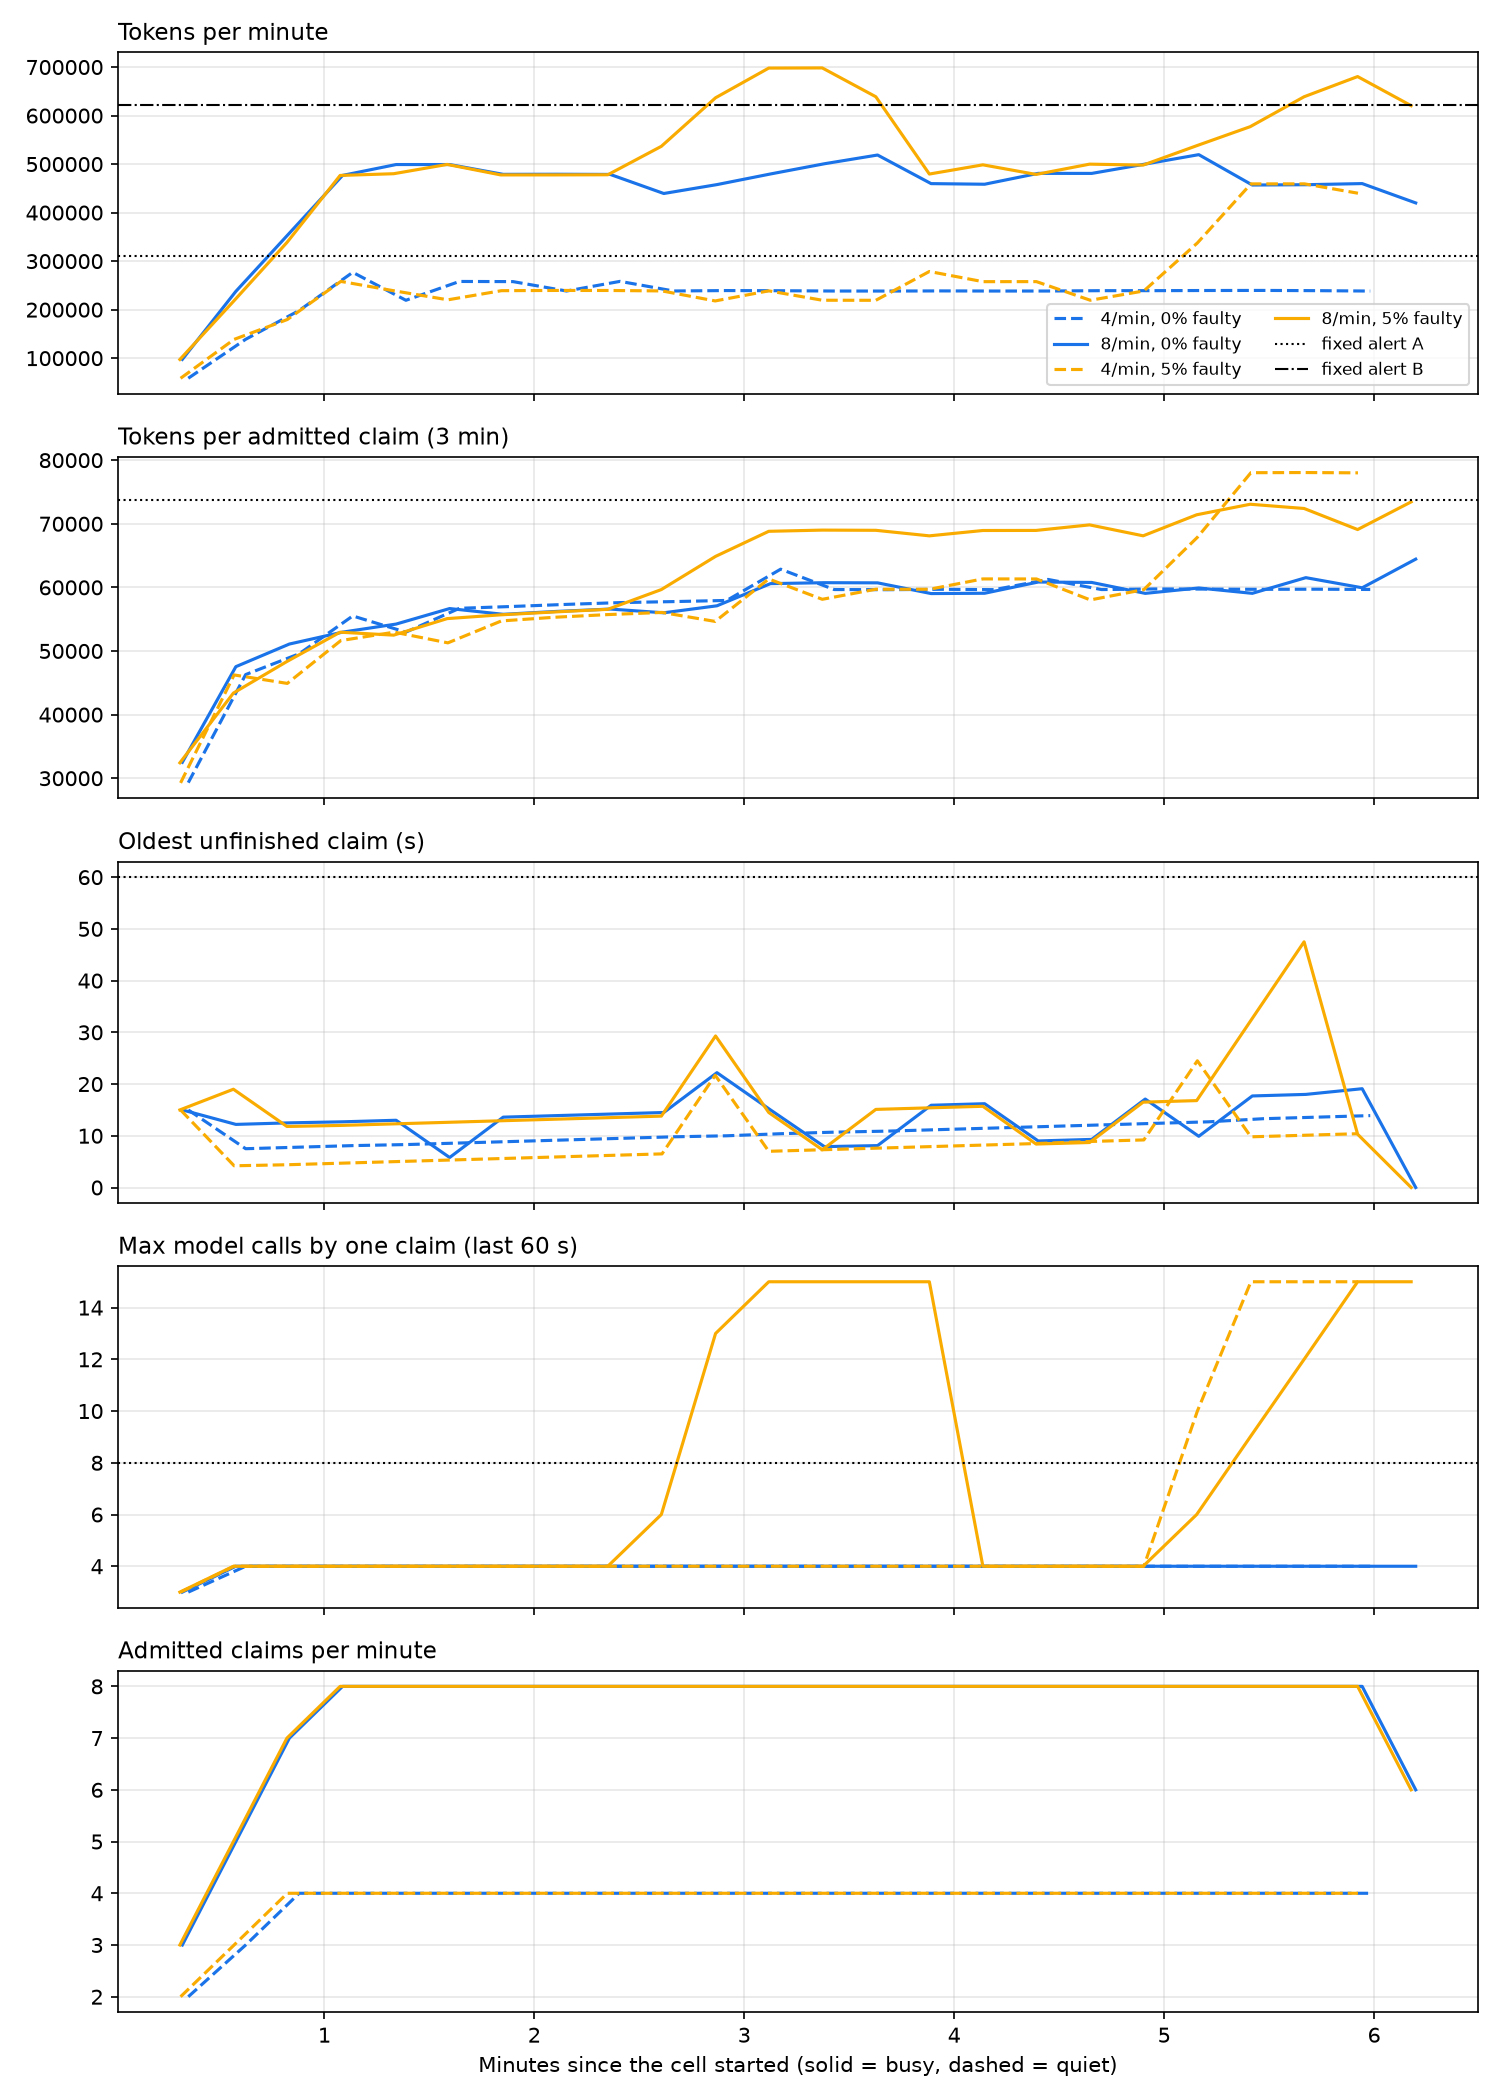 Tokens per minute
700000
600000
500000
400000
300000
200000
100000
4/min, 0% faulty
8/min, 0% faulty
4/min, 5% faulty
8/min, 5% faulty
fixed alert A
fixed alert B
Tokens per admitted claim (3 min)
80000
70000
60000
50000
40000
30000
Oldest unfinished claim (s)
60
50
40
30
20
10
0
Max model calls by one claim (last 60 s)
14
12
10
8
6
4
Admitted claims per minute
8
7
6
5
4
3
2
1 2 3 4 5 6
Minutes since the cell started (solid = busy, dashed = quiet)